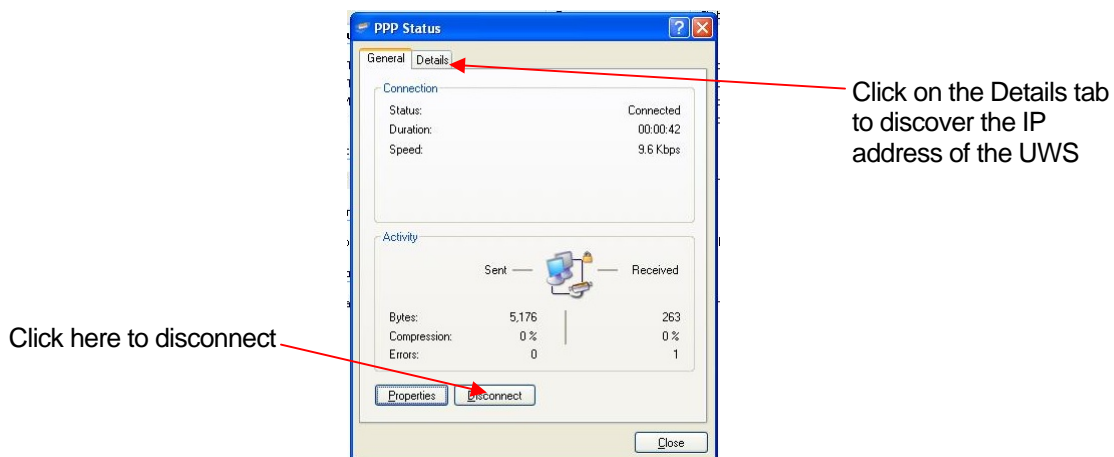 PPP Status
General Details
Connection
Status: Connected
Duration: 00:00:42
Speed: 9.6 Kbps
Click on the Details tab
to discover the IP
address of the UWS
Activity
Sent — Received
Bytes: 5,176 263
Compression: 0 % 0 %
Errors: 0 1
Click here to disconnect
Properties Disconnect
Close